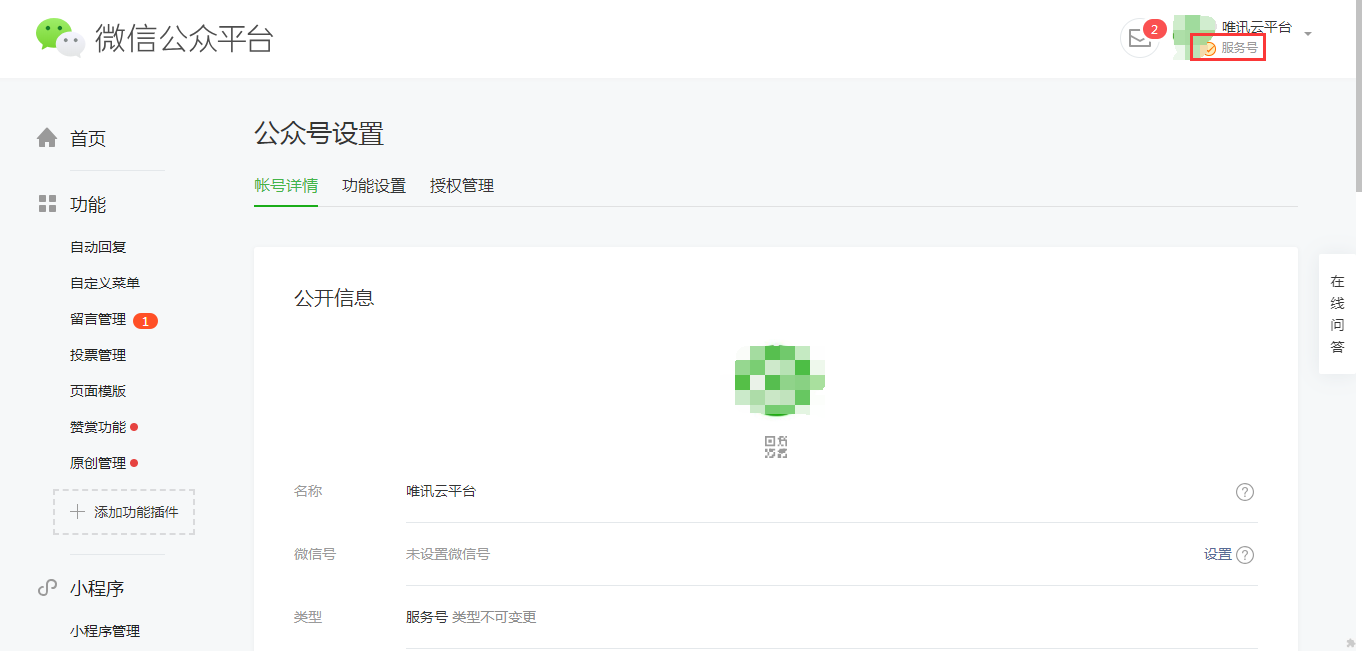 微信公众平台
2
唯讯云平台
服务号
首页
功能
自动回复
自定义菜单
留言管理 1
投票管理
页面模版
赞赏功能
原创管理
添加功能插件
小程序
小程序管理
公众号设置
帐号详情 功能设置 授权管理
公开信息
名称 唯讯云平台 ?
微信号 未设置微信号 设置 ?
类型 服务号 类型不可变更
在
线
问
答